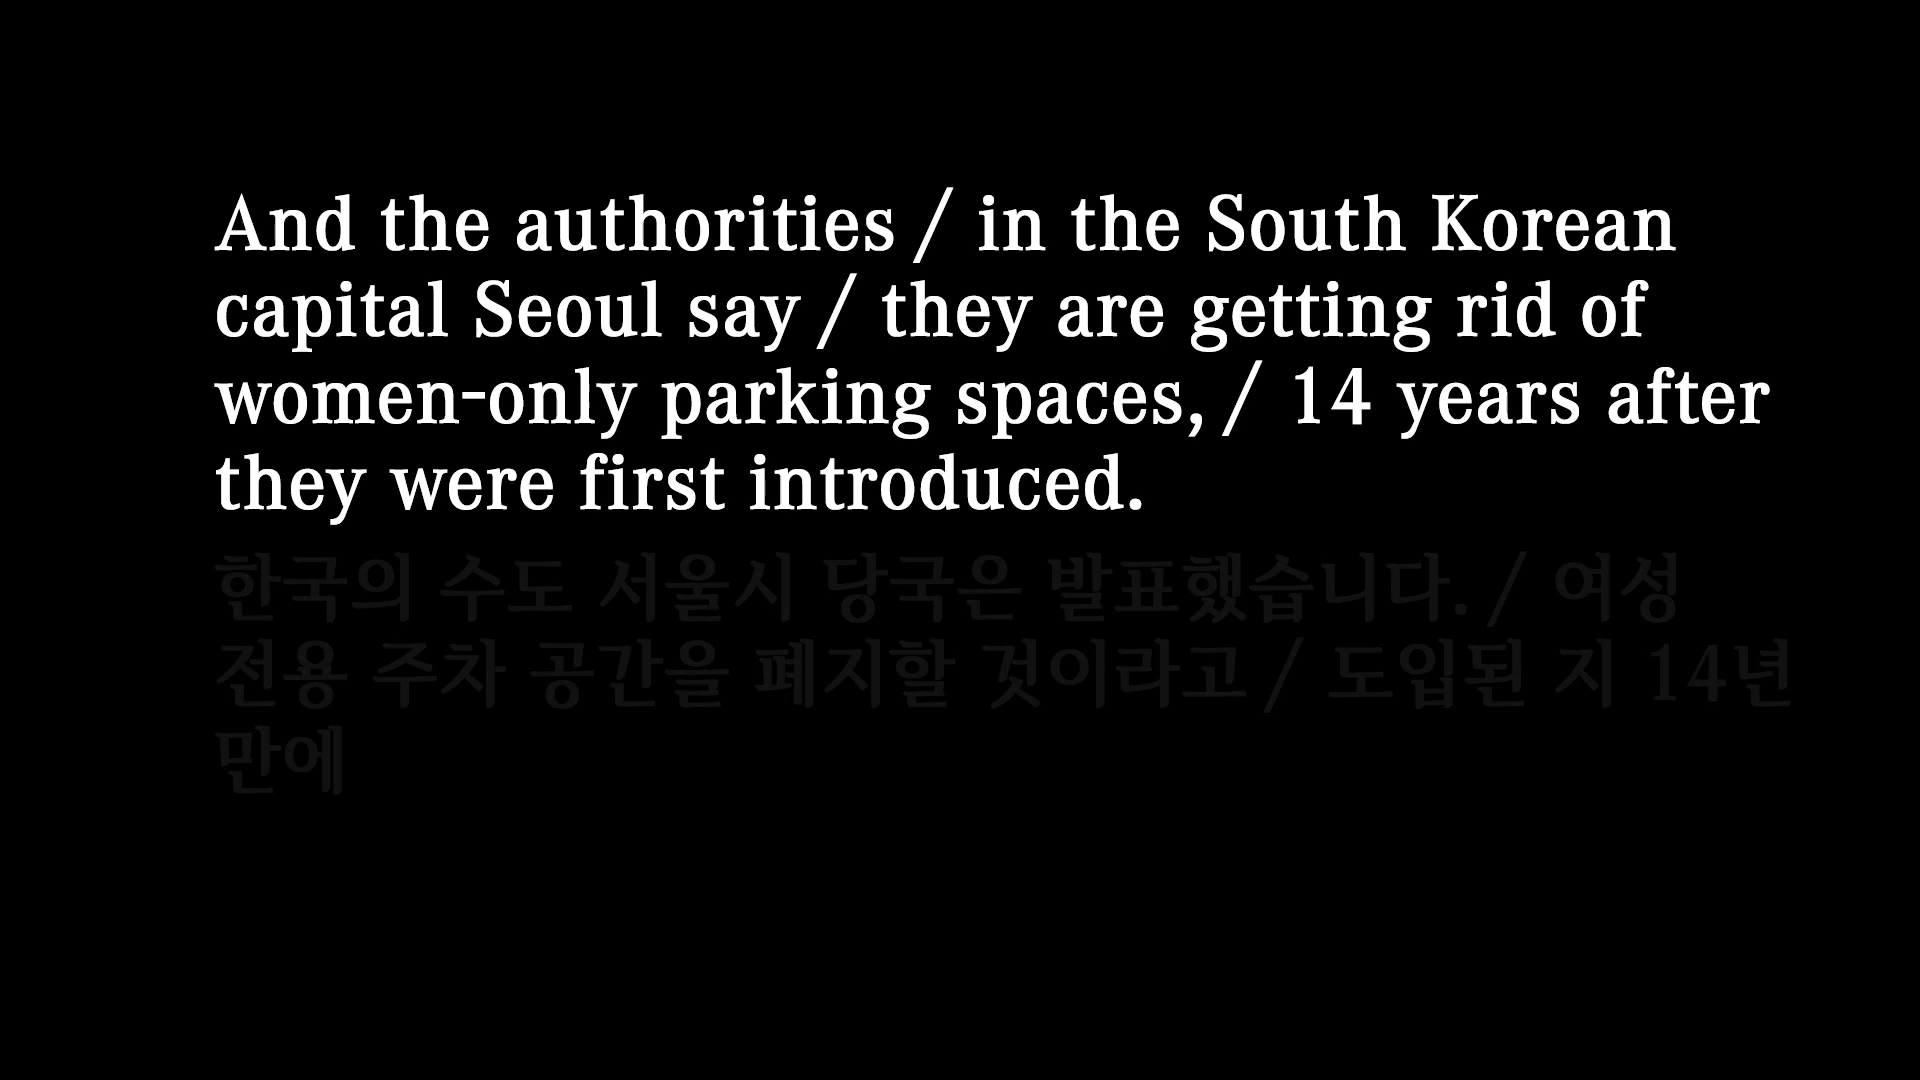 And the authorities / in the South Korean
capital Seoul say / they are getting rid of
women-only parking spaces, / 14 years after
they were first introduced.
한국의 수도 서울시 당국은 발표했습니다. / 여성
전용 주차 공간을 폐지할 것이라고 / 도입된 지 14년
만에